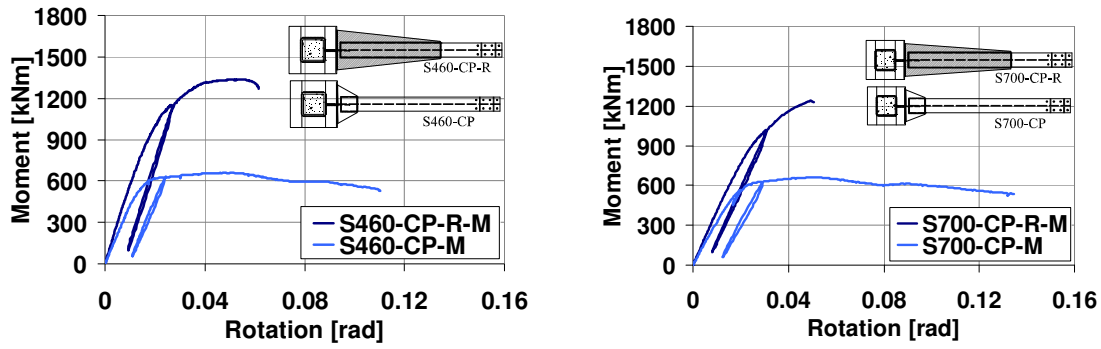 1800
1500
1200
900
600
300
0
Moment [kNm]
S460-CP-R
S460-CP
S460-CP-R-M
S460-CP-M
0 0.04 0.08 0.12 0.16
Rotation [rad]
1800
1500
1200
900
600
300
0
Moment [kNm]
S700-CP-R
S700-CP
S700-CP-R-M
S700-CP-M
0 0.04 0.08 0.12 0.16
Rotation [rad]